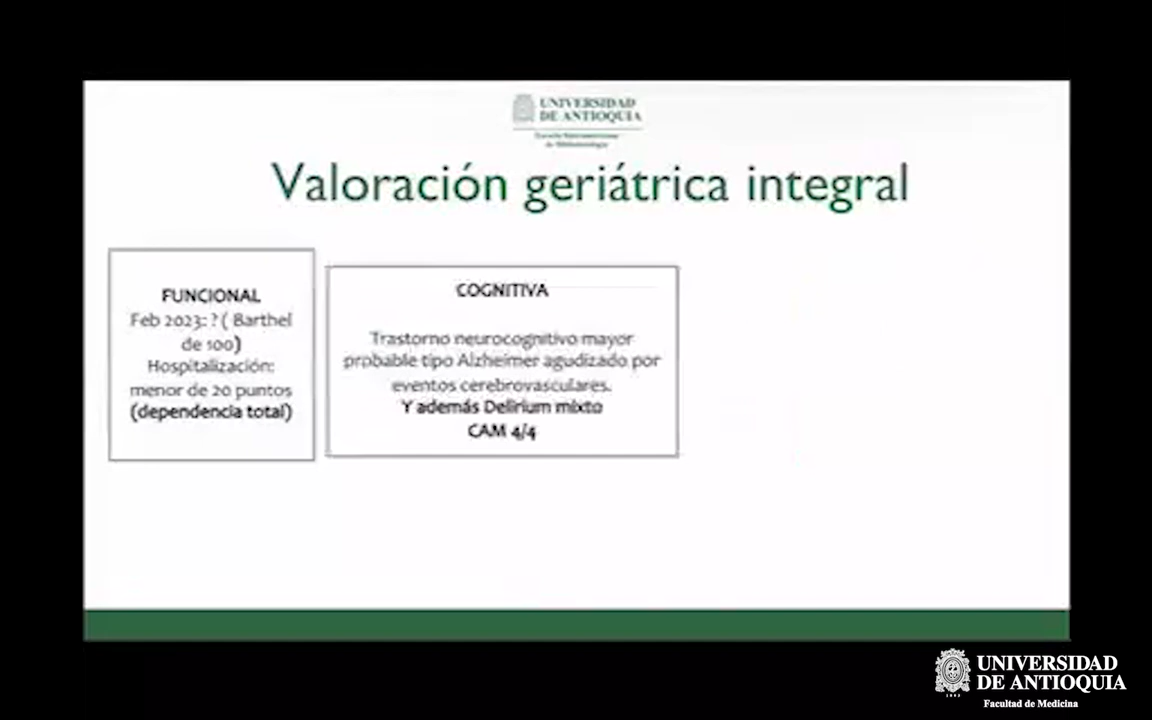 UNIVERSIDAD
DE ANTIOQUIA
Valoración geriátrica integral
FUNCIONAL
Feb 2023: ? ( Barthel
de 100)
Hospitalización:
menor de 20 puntos
(dependencia total)
COGNITIVA
Trastorno neurocognitivo mayor
probable tipo Alzheimer agudizado por
eventos cerebrovasculares.
Y además Delirium mixto
CAM 4/4
UNIVERSIDAD
DE ANTIOQUIA
Facultad de Medicina